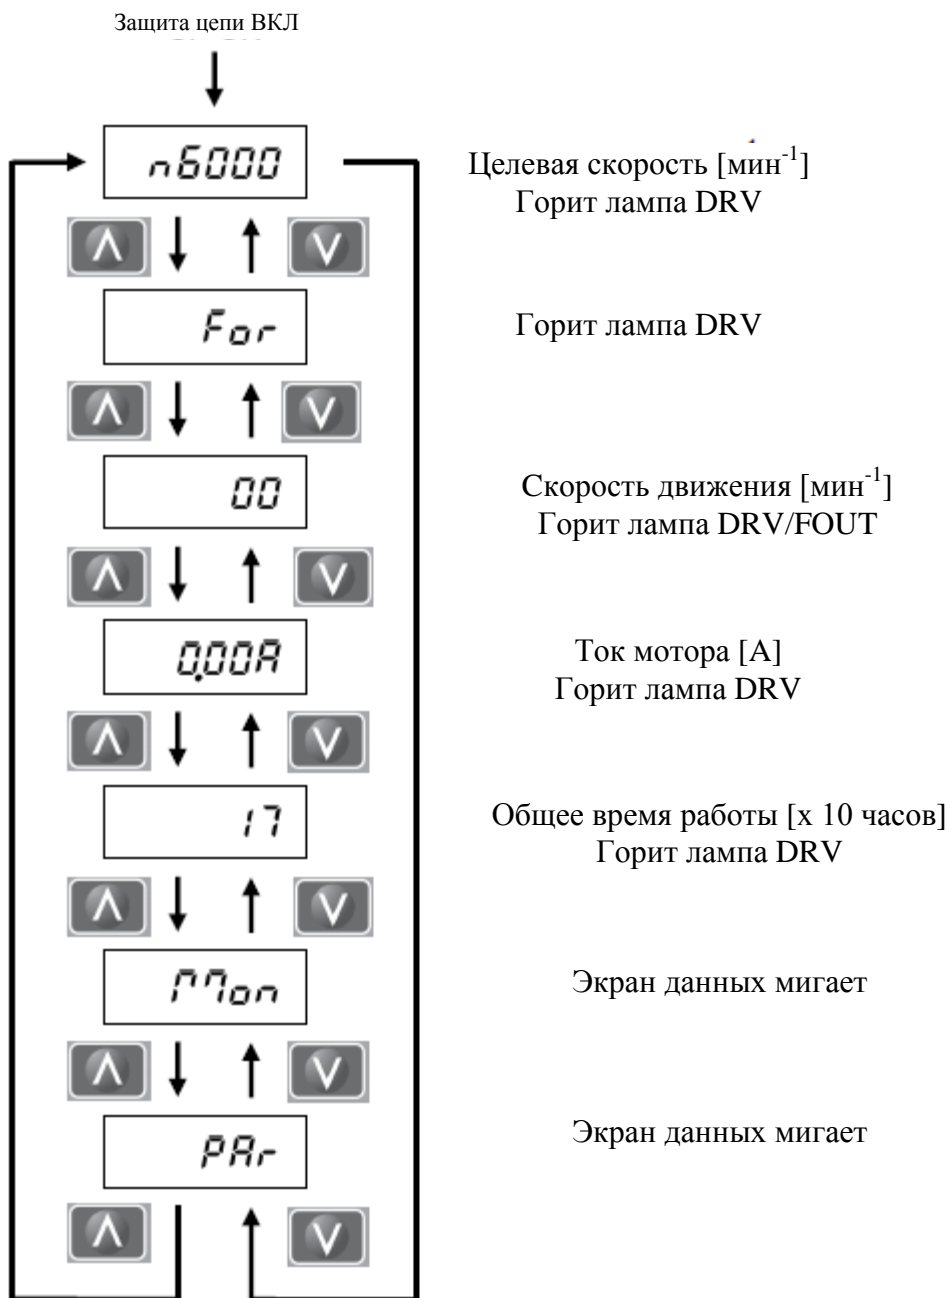 Защита цепи ВКЛ
n6000
Целевая скорость [мин⁻¹]
Горит лампа DRV
For
Горит лампа DRV
00
Скорость движения [мин⁻¹]
Горит лампа DRV/FOUT
0.00A
Ток мотора [А]
Горит лампа DRV
17
Общее время работы [х 10 часов]
Горит лампа DRV
Mon
Экран данных мигает
PAr
Экран данных мигает